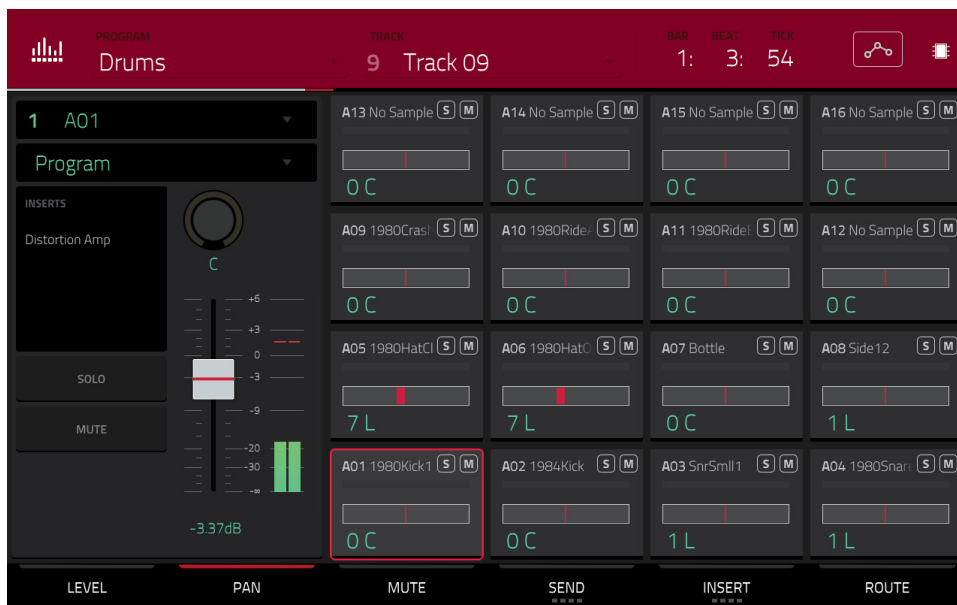 PROGRAM TRACK BAR BEAT TICK
Drums 9 Track 09 1: 3: 54
1 A01
Program
INSERTS
Distortion Amp
C
+6
+3
0
-3
-9
-20
-30
-∞
SOLO
MUTE
-3.37dB
A13 No Sample S M A14 No Sample S M A15 No Sample S M A16 No Sample S M
0 C 0 C 0 C 0 C
A09 1980Crash S M A10 1980Ride S M A11 1980Ride S M A12 No Sample S M
0 C 0 C 0 C 0 C
A05 1980HatCl S M A06 1980HatO S M A07 Bottle S M A08 Side12 S M
7 L 7 L 0 C 1 L
A01 1980Kick1 S M A02 1984Kick S M A03 SnrSmll1 S M A04 1980Snare S M
0 C 0 C 1 L 1 L
LEVEL PAN MUTE SEND INSERT ROUTE